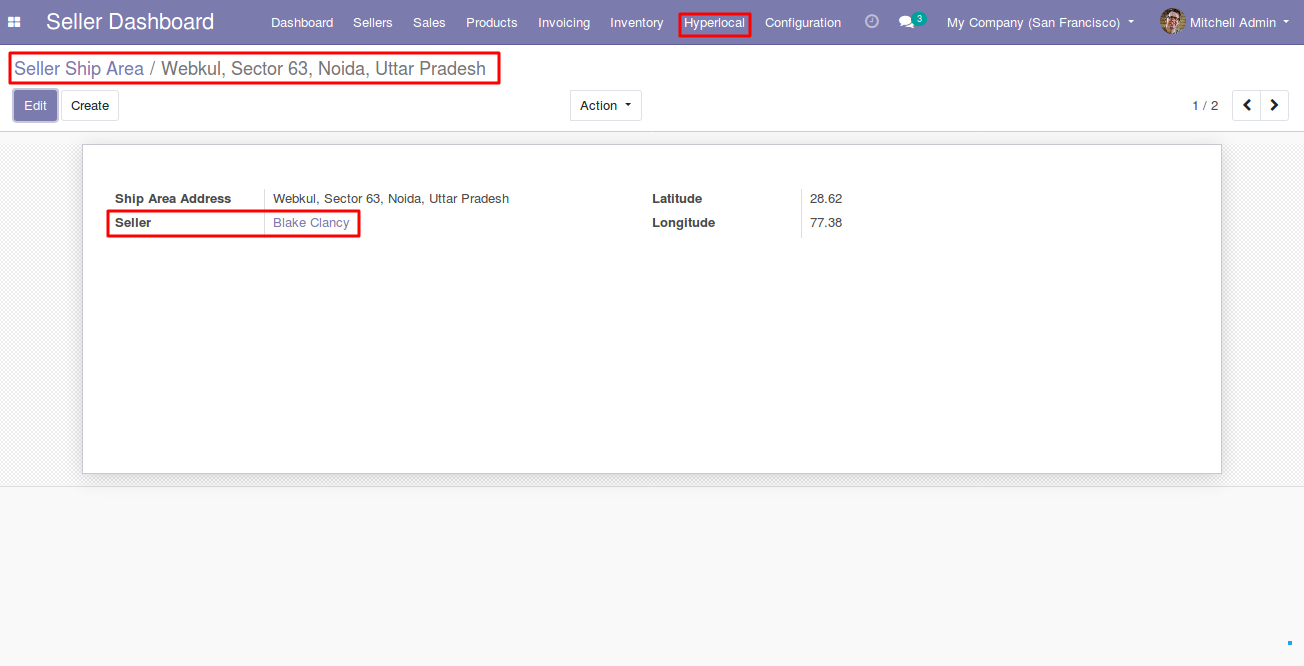 Seller Dashboard Dashboard Sellers Sales Products Invoicing Inventory Hyperlocal Configuration 3 My Company (San Francisco) Mitchell Admin
Seller Ship Area / Webkul, Sector 63, Noida, Uttar Pradesh
Edit Create Action 1 / 2
Ship Area Address Webkul, Sector 63, Noida, Uttar Pradesh Latitude 28.62
Seller Blake Clancy Longitude 77.38